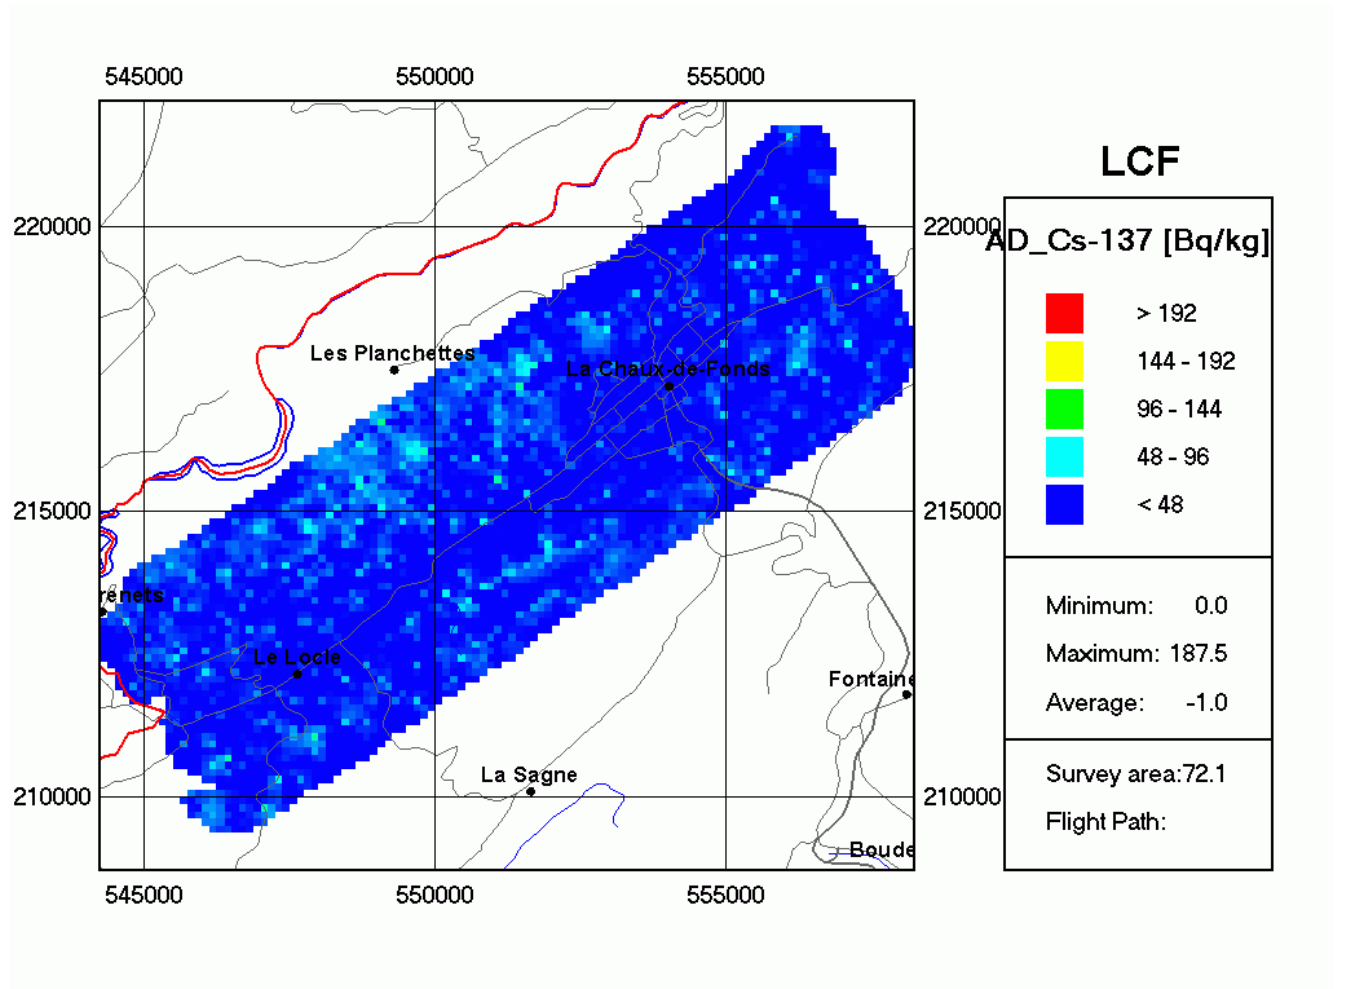 545000 550000 555000
LCF
220000
220000
AD_Cs-137 [Bq/kg]
> 192
144 - 192
96 - 144
48 - 96
< 48
Les Planchettes
La Chaux-de-Fonds
215000
215000
renets
Le Locle
Fontaine
La Sagne
210000
210000
Boude
Minimum: 0.0
Maximum: 187.5
Average: -1.0
Survey area:72.1
Flight Path:
545000 550000 555000